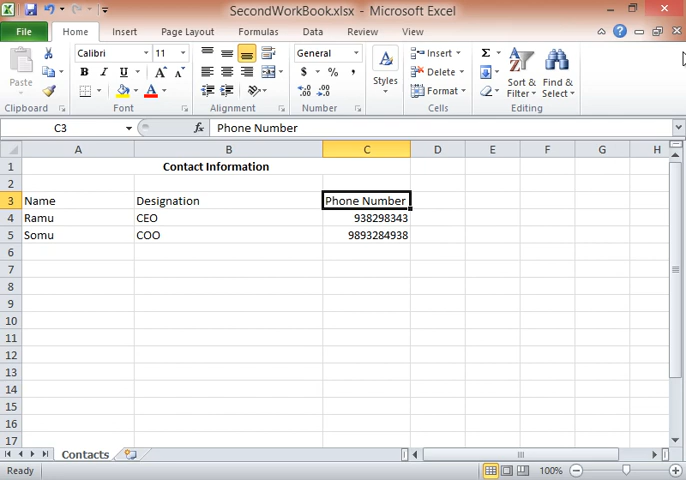 SecondWorkBook.xlsx - Microsoft Excel
File Home Insert Page Layout Formulas Data Review View
Calibri 11 General Insert Σ
Paste B I U A A $ % , Styles Delete Sort & Filter Find & Select
A Format
Clipboard Font Alignment Number Cells Editing
C3 fx Phone Number
A B C D E F G H
1 Contact Information
2
3 Name Designation Phone Number
4 Ramu CEO 938298343
5 Somu COO 9893284938
6
7
8
9
10
11
12
13
14
15
16
17
Contacts
Ready 100%